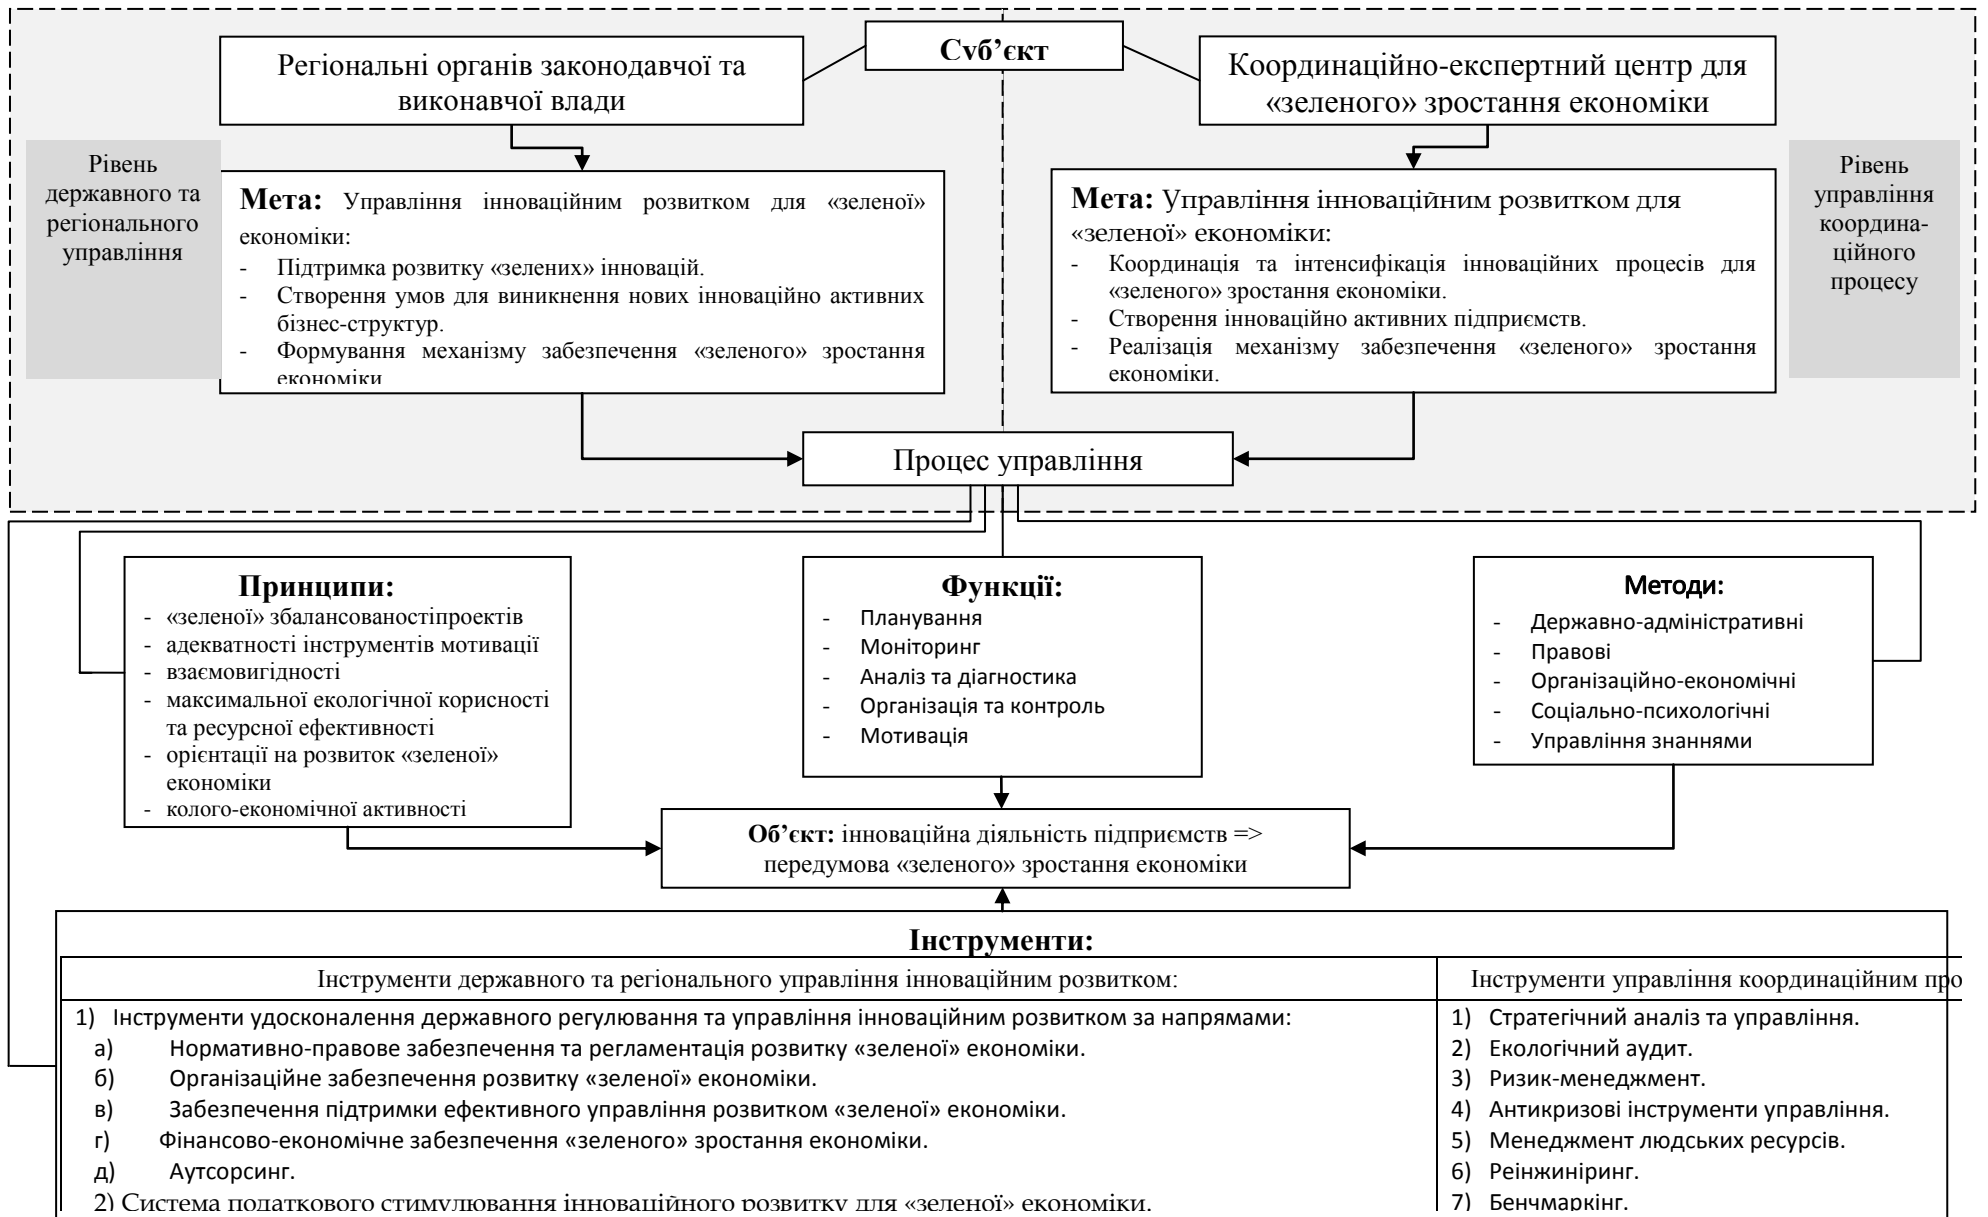 Суб’єкт
Регіональні органів законодавчої та
виконавчої влади
Координаційно-експертний центр для
«зеленого» зростання економіки
Рівень
державного та
регіонального
управління
Мета: Управління інноваційним розвитком для «зеленої»
економіки:
- Підтримка розвитку «зелених» інновацій.
- Створення умов для виникнення нових інноваційно активних
бізнес-структур.
- Формування механізму забезпечення «зеленого» зростання
економіки
Мета: Управління інноваційним розвитком для
«зеленої» економіки:
- Координація та інтенсифікація інноваційних процесів для
«зеленого» зростання економіки.
- Створення інноваційно активних підприємств.
- Реалізація механізму забезпечення «зеленого» зростання
економіки.
Рівень
управління
координа-
ційного
процесу
Процес управління
Принципи:
- «зеленої» збалансованостіпроектів
- адекватності інструментів мотивації
- взаємовигідності
- максимальної екологічної корисності
та ресурсної ефективності
- орієнтації на розвиток «зеленої»
економіки
- колого-економічної активності
Функції:
- Планування
- Моніторинг
- Аналіз та діагностика
- Організація та контроль
- Мотивація
Методи:
- Державно-адміністративні
- Правові
- Організаційно-економічні
- Соціально-психологічні
- Управління знаннями
Об’єкт: інноваційна діяльність підприємств =>
передумова «зеленого» зростання економіки
Інструменти:
Інструменти державного та регіонального управління інноваційним розвитком:
1) Інструменти удосконалення державного регулювання та управління інноваційним розвитком за напрямами:
а) Нормативно-правове забезпечення та регламентація розвитку «зеленої» економіки.
б) Організаційне забезпечення розвитку «зеленої» економіки.
в) Забезпечення підтримки ефективного управління розвитком «зеленої» економіки.
г) Фінансово-економічне забезпечення «зеленого» зростання економіки.
д) Аутсорсинг.
2) Система податкового стимулювання інноваційного розвитку для «зеленої» економіки.
Інструменти управління координаційним про
1) Стратегічний аналіз та управління.
2) Екологічний аудит.
3) Ризик-менеджмент.
4) Антикризові інструменти управління.
5) Менеджмент людських ресурсів.
6) Реінжиніринг.
7) Бенчмаркінг.